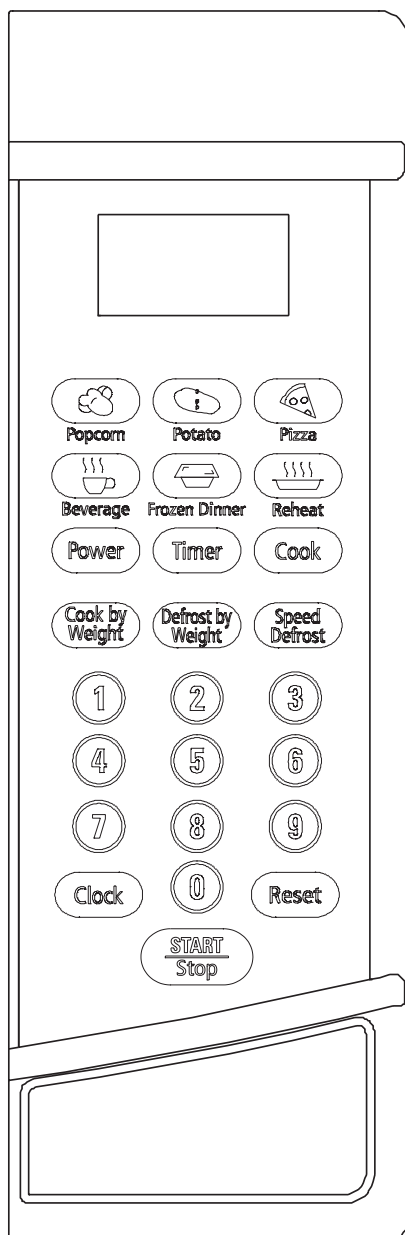 Popcorn Potato Pizza
Beverage Frozen Dinner Reheat
Power Timer Cook
Cook by Defrost by Speed
Weight Weight Defrost
1 2 3
4 5 6
7 8 9
Clock 0 Reset
START
Stop